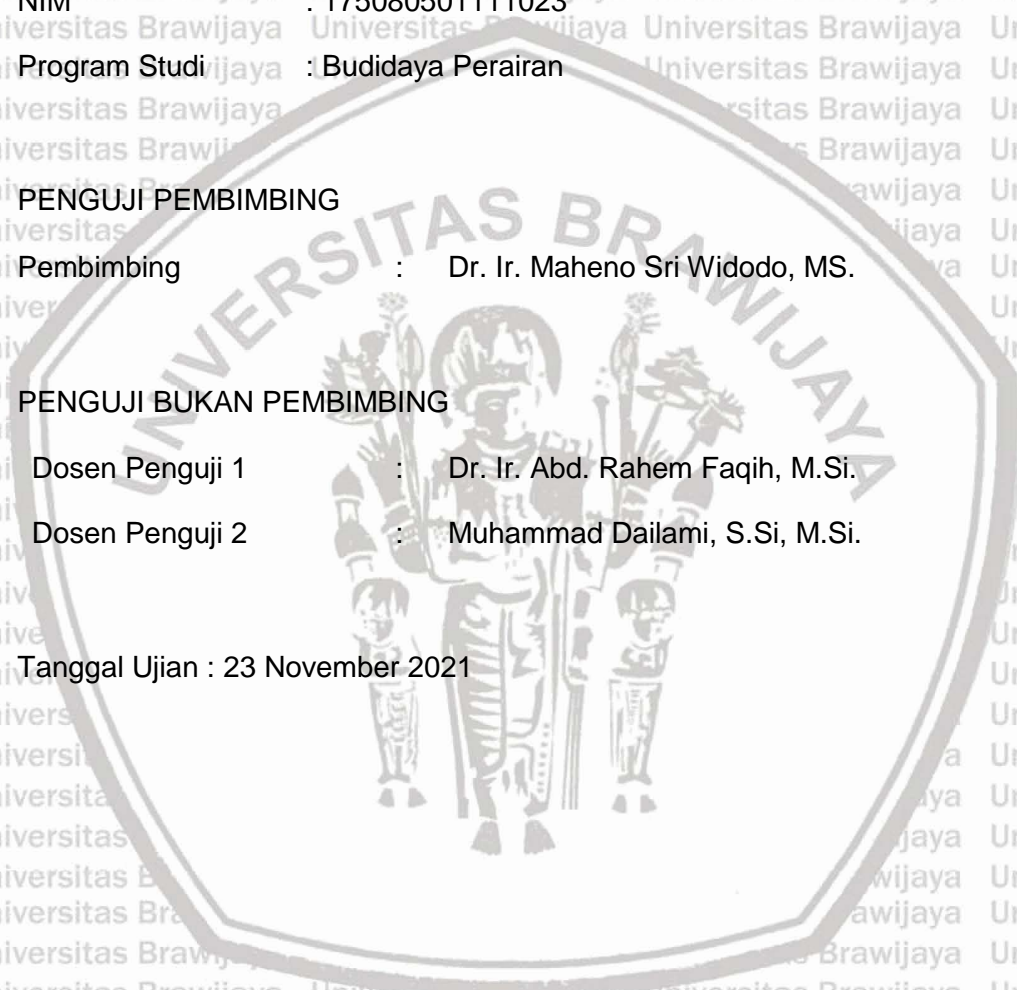 NIM : 175080501111023
Program Studi : Budidaya Perairan
PENGUJI PEMBIMBING
Pembimbing : Dr. Ir. Maheno Sri Widodo, MS.
PENGUJI BUKAN PEMBIMBING
Dosen Penguji 1 : Dr. Ir. Abd. Rahem Faqih, M.Si.
Dosen Penguji 2 : Muhammad Dailami, S.Si, M.Si.
Tanggal Ujian : 23 November 2021
UNIVERSITAS BRAWIJAYA